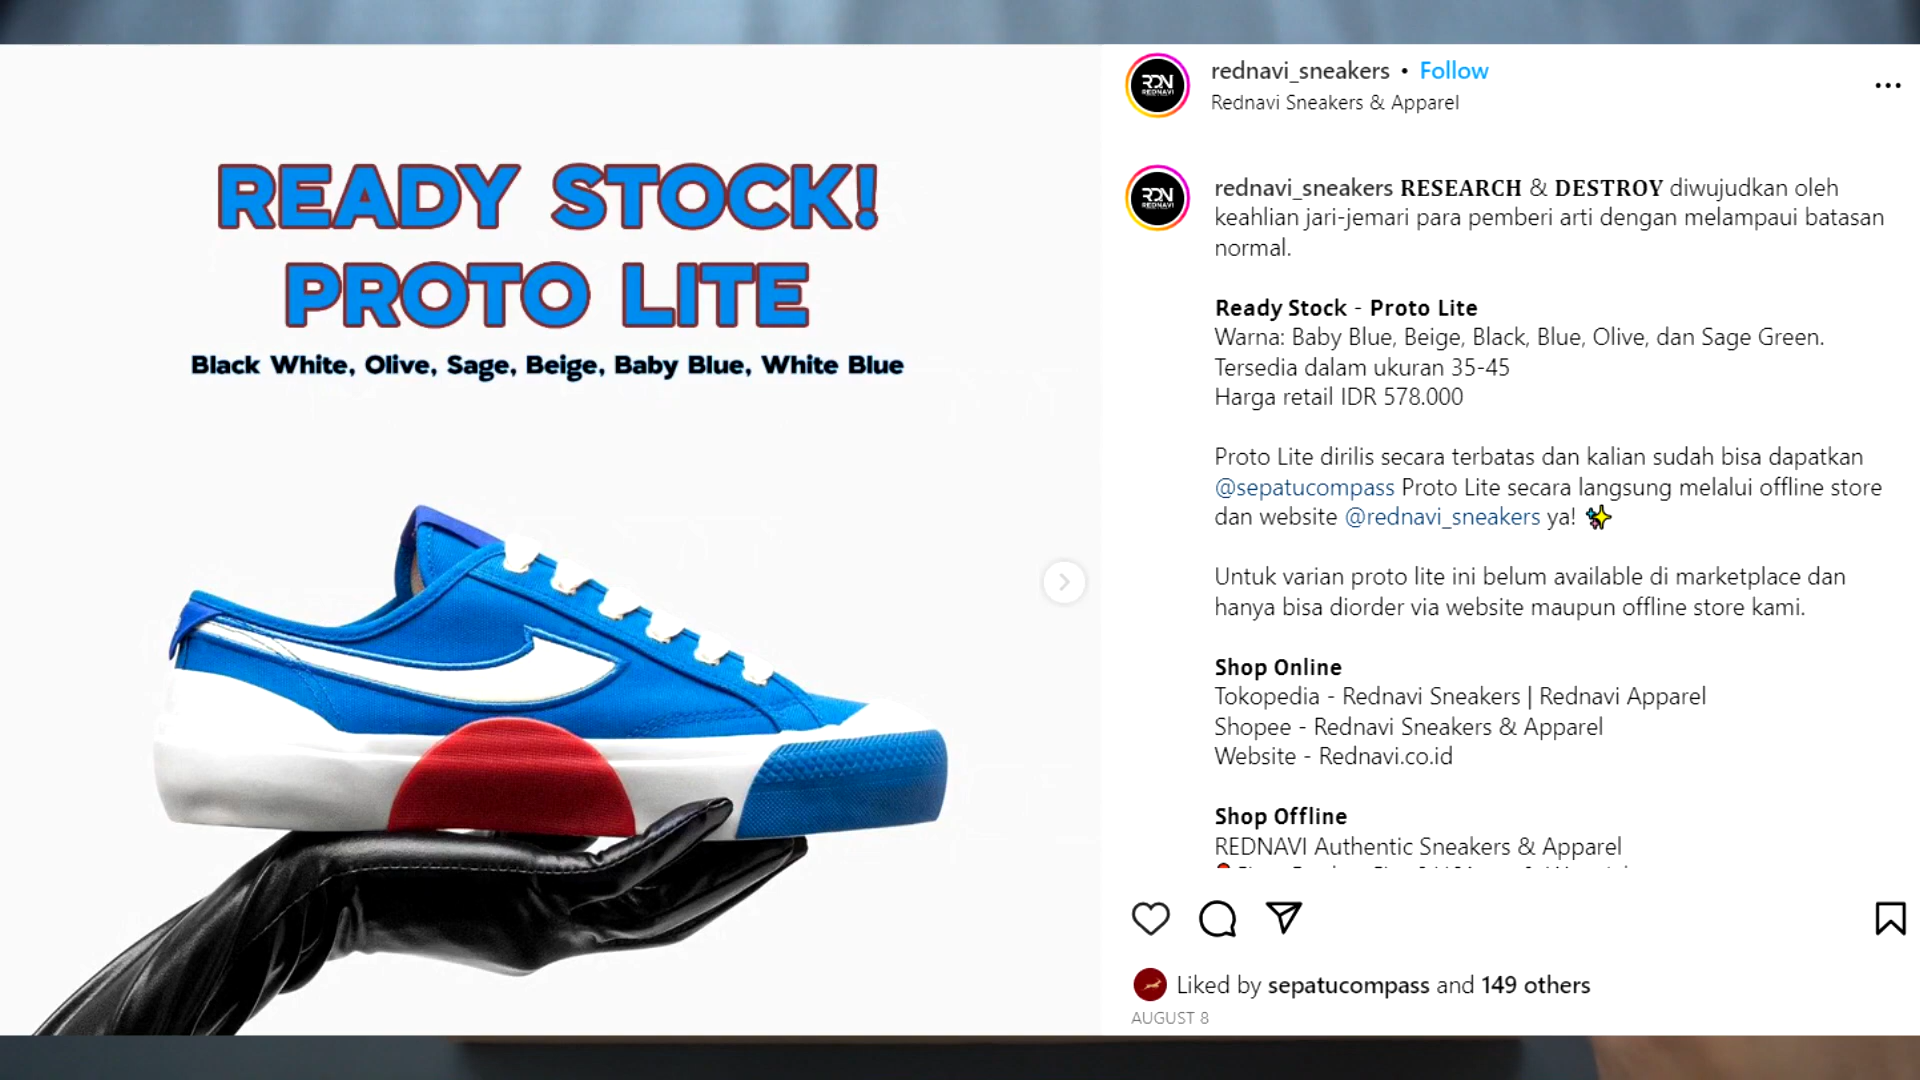 READY STOCK!
PROTO LITE
Black White, Olive, Sage, Beige, Baby Blue, White Blue
RDN
REDNAVI
rednavi_sneakers • Follow
Rednavi Sneakers & Apparel
RDN
REDNAVI
rednavi_sneakers RESEARCH & DESTROY diwujudkan oleh
keahlian jari-jemari para pemberi arti dengan melampaui batasan
normal.
Ready Stock - Proto Lite
Warna: Baby Blue, Beige, Black, Blue, Olive, dan Sage Green.
Tersedia dalam ukuran 35-45
Harga retail IDR 578.000
Proto Lite dirilis secara terbatas dan kalian sudah bisa dapatkan
@sepatucompass Proto Lite secara langsung melalui offline store
dan website @rednavi_sneakers ya! ✨
Untuk varian proto lite ini belum available di marketplace dan
hanya bisa diorder via website maupun offline store kami.
Shop Online
Tokopedia - Rednavi Sneakers | Rednavi Apparel
Shopee - Rednavi Sneakers & Apparel
Website - Rednavi.co.id
Shop Offline
REDNAVI Authentic Sneakers & Apparel
Liked by sepatucompass and 149 others
AUGUST 8